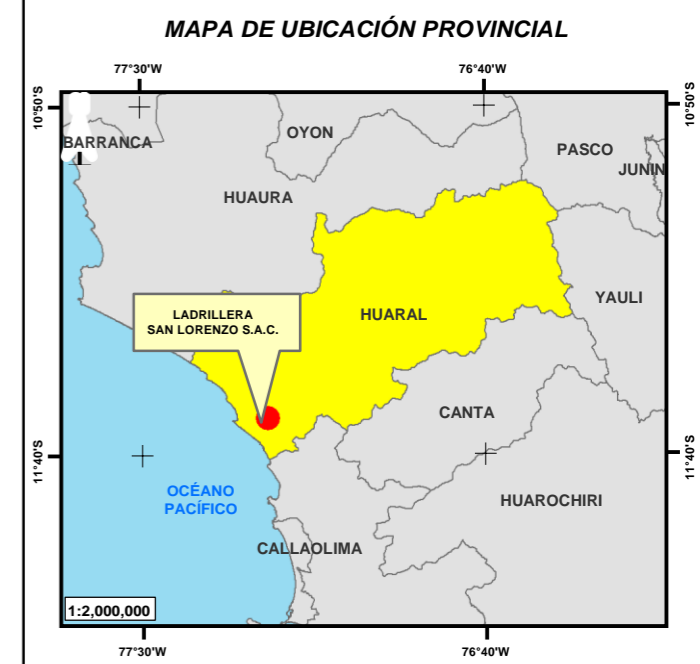 MAPA DE UBICACIÓN PROVINCIAL
77°30'W
76°40'W
10°50'S
10°50'S
BARRANCA
OYON
PASCO
JUNIN
HUAURA
YAULI
LADRILLERA
SAN LORENZO S.A.C.
HUARAL
CANTA
11°40'S
11°40'S
OCÉANO
PACÍFICO
HUAROCHIRI
CALLAOLIMA
1:2,000,000
77°30'W
76°40'W